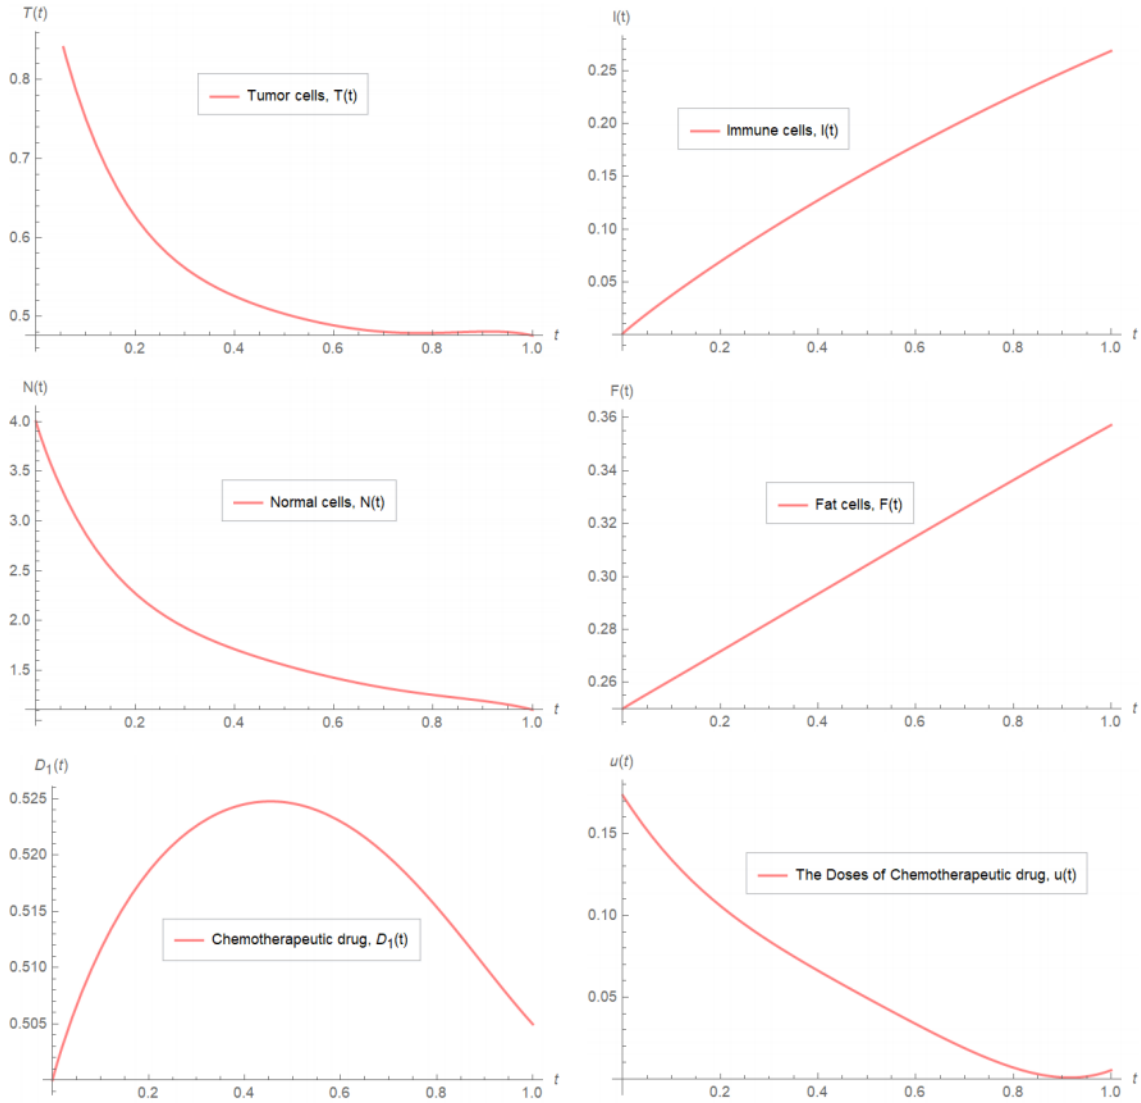 T(t)
0.8
0.7
0.6
0.5
Tumor cells, T(t)
0.2 0.4 0.6 0.8 1.0 t
I(t)
0.25
0.20
0.15
0.10
0.05
Immune cells, I(t)
0.2 0.4 0.6 0.8 1.0 t
N(t)
4.0
3.5
3.0
2.5
2.0
1.5
Normal cells, N(t)
0.2 0.4 0.6 0.8 1.0 t
F(t)
0.36
0.34
0.32
0.30
0.28
0.26
Fat cells, F(t)
0.2 0.4 0.6 0.8 1.0 t
D₁(t)
0.525
0.520
0.515
0.510
0.505
Chemotherapeutic drug, D₁(t)
0.2 0.4 0.6 0.8 1.0 t
u(t)
0.15
0.10
0.05
The Doses of Chemotherapeutic drug, u(t)
0.2 0.4 0.6 0.8 1.0 t